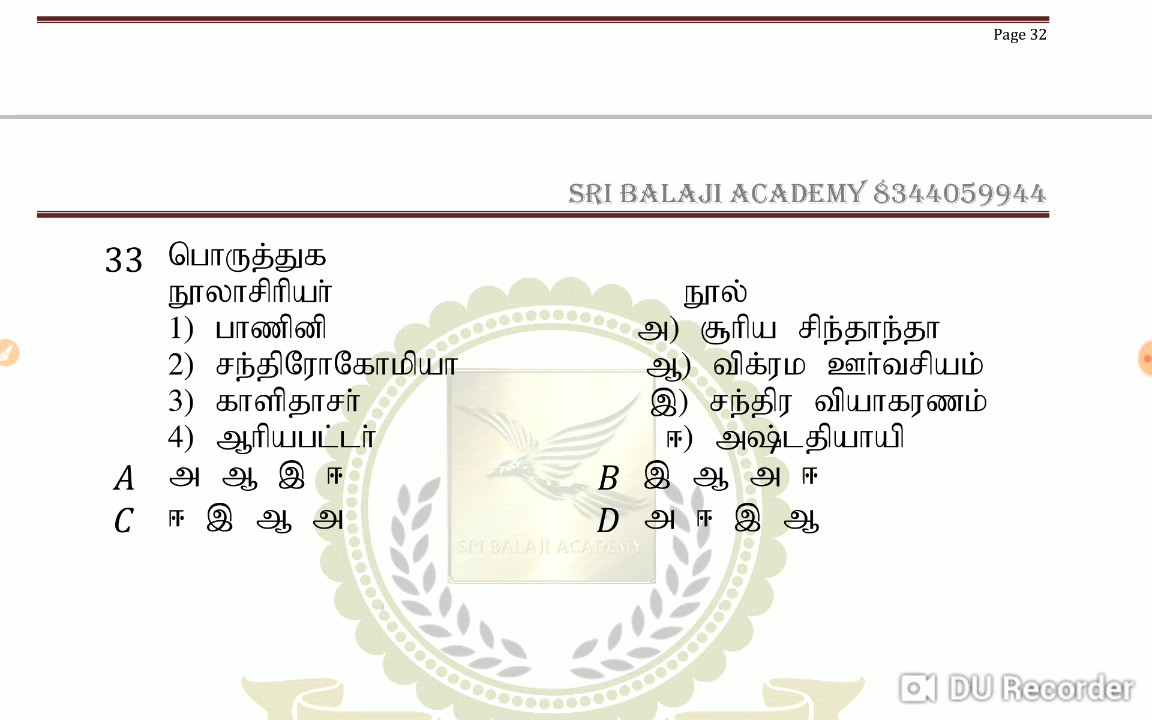 Page 32
SRI BALAJI ACADEMY 8344059944
33 பொருத்துக
நூலாசிரியர் நூல்
1) பாணினி அ) சூரிய சிந்தாந்தா
2) சந்திரோகோமியா ஆ) விக்ரம ஊர்வசியம்
3) காளிதாசர் இ) சந்திர வியாகரணம்
4) ஆரியபட்டர் ஈ) அஷ்டதியாயி
A அ ஆ இ ஈ B இ ஆ அ ஈ
C ஈ இ ஆ அ D அ ஈ இ ஆ
SRI BALAJI ACADEMY
DU Recorder